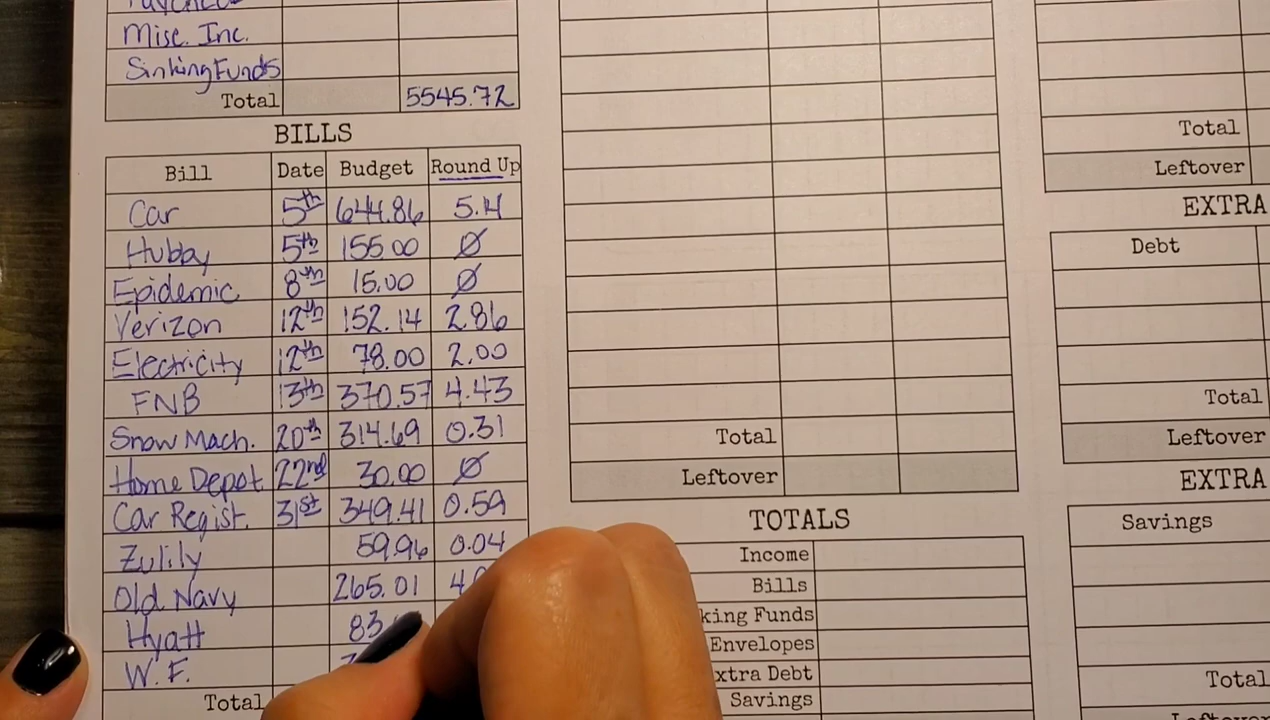 Misc. Inc.
Sinking Funds
Total 5545.72
BILLS
Bill Date Budget Round Up
Car 5th 644.86 5.14
Hubby 5th 155.00 Ø
Epidemic 8th 15.00 Ø
Verizon 12th 152.14 2.86
Electricity 12th 78.00 2.00
FNB 13th 370.57 4.43
Snow Mach. 20th 314.69 0.31
Home Depot 22nd 30.00 Ø
Car Regist. 31st 349.41 0.59
Zulily 59.96 0.04
Old Navy 265.01
Hyatt
W.F.
Total
Total
Leftover
TOTALS
Income
Bills
Funds
Envelopes
Debt
Savings
Total
Leftover
EXTRA
Debt
Total
Leftover
EXTRA
Savings
Total